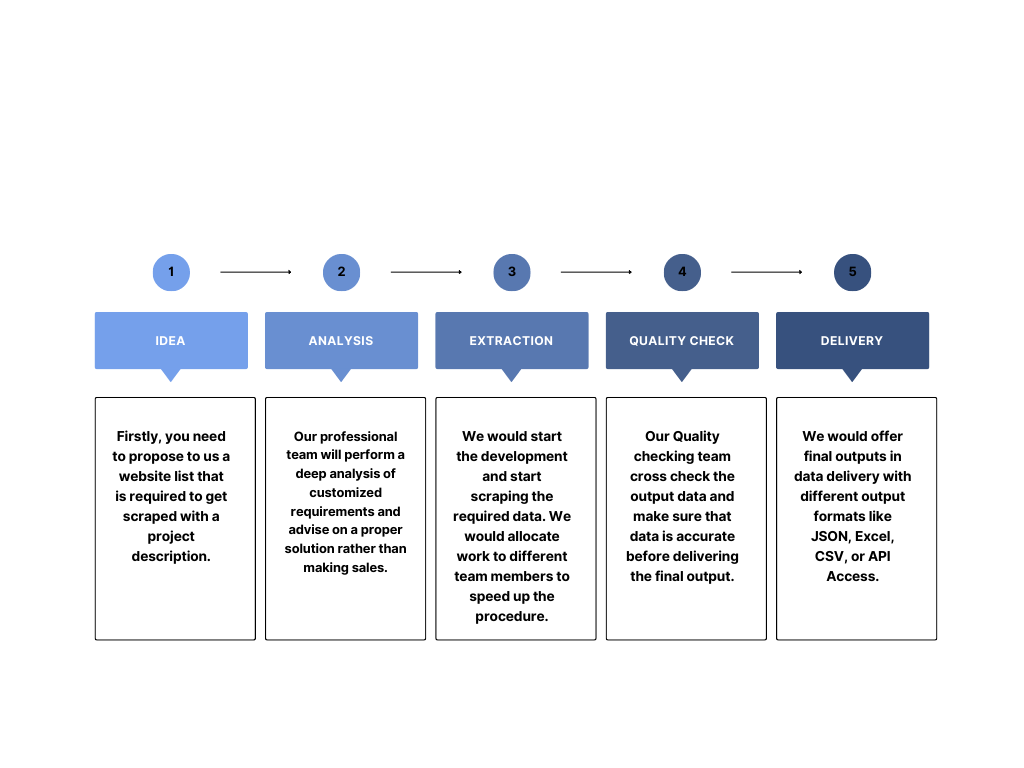 1
2
3
4
5
IDEA
ANALYSIS
EXTRACTION
QUALITY CHECK
DELIVERY
Firstly, you need
to propose to us a
website list that
is required to get
scraped with a
project
description.
Our professional
team will perform a
deep analysis of
customized
requirements and
advise on a proper
solution rather than
making sales.
We would start
the development
and start
scraping the
required data. We
would allocate
work to different
team members to
speed up the
procedure.
Our Quality
checking team
cross check the
output data and
make sure that
data is accurate
before delivering
the final output.
We would offer
final outputs in
data delivery with
different output
formats like
JSON, Excel,
CSV, or API
Access.